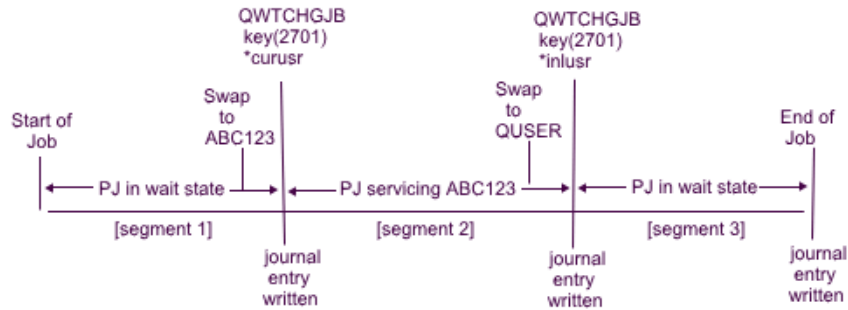 QWTCHGJB
key(2701)
*curusr
QWTCHGJB
key(2701)
*inlusr
Swap
to
ABC123
Swap
to
QUSER
Start of
Job
End of
Job
PJ in wait state
PJ servicing ABC123
PJ in wait state
[segment 1]
[segment 2]
[segment 3]
journal
entry
written
journal
entry
written
journal
entry
written